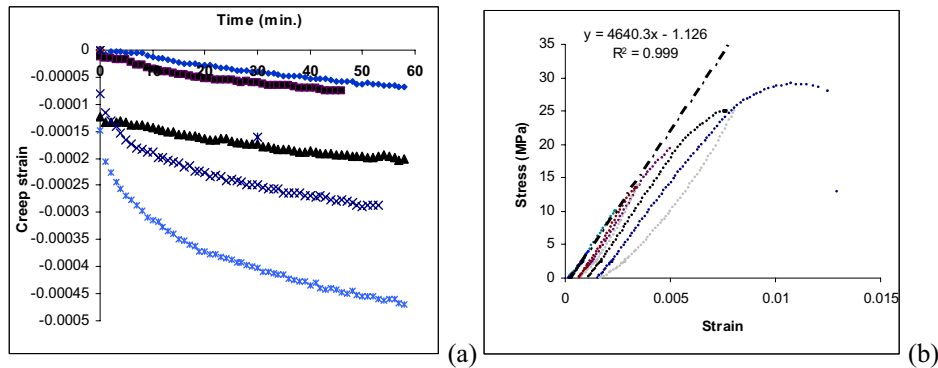 Time (min.)
0
0 10 20 30 40 50 60
-0.00005
-0.0001
-0.00015
-0.0002
-0.00025
-0.0003
-0.00035
-0.0004
-0.00045
-0.0005
Creep strain
(a)
y = 4640.3x - 1.126
R² = 0.999
35
30
25
20
15
10
5
0
Stress (MPa)
0 0.005 0.01 0.015
Strain
(b)